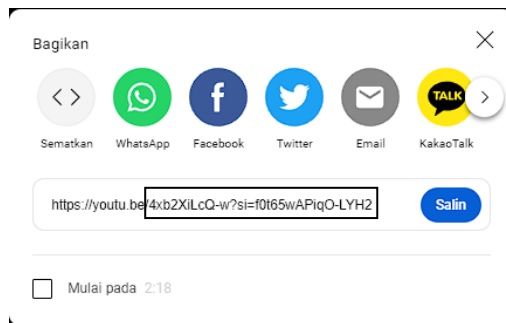 Bagikan
TALK
Sematkan WhatsApp Facebook Twitter Email KakaoTalk
https://youtu.be/4xb2XiLcQ-w?si=f0t65wAPiqO-LYH2 Salin
Mulai pada 2:18